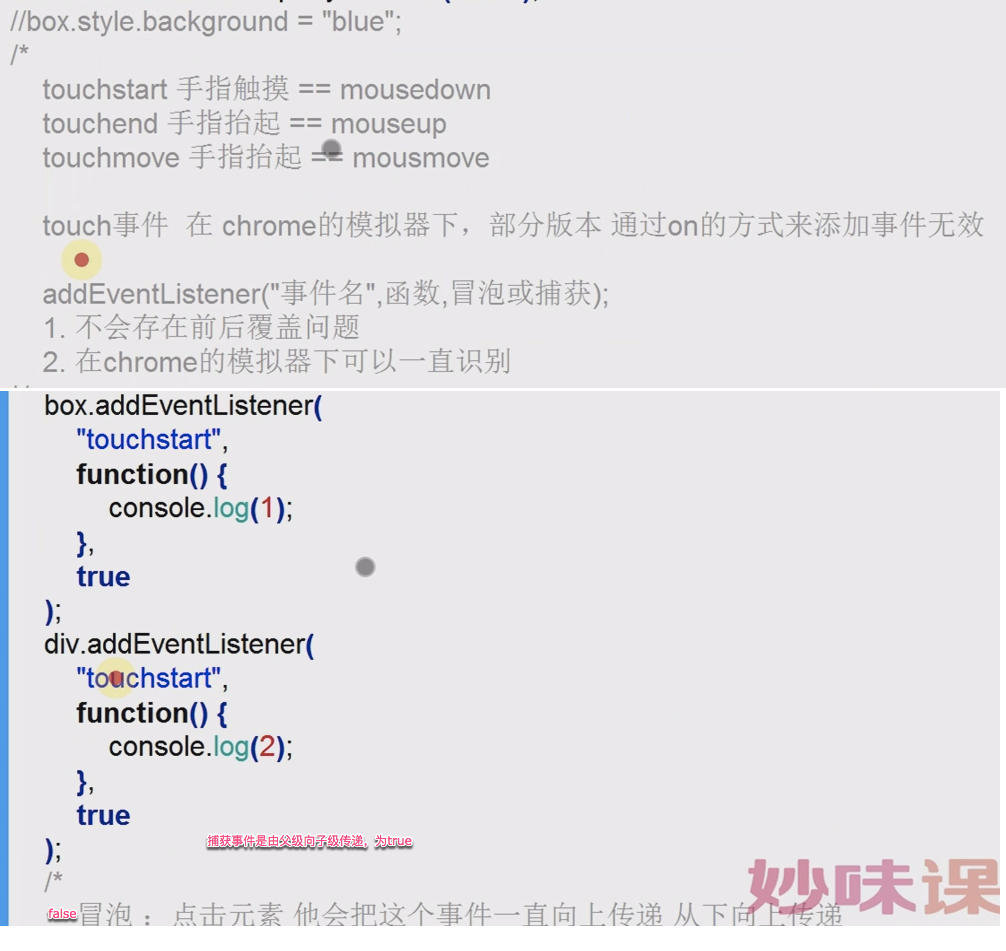 //box.style.background = "blue";
/*
touchstart 手指触摸 == mousedown
touchend 手指抬起 == mouseup
touchmove 手指抬起 == mousmove
touch事件 在 chrome的模拟器下，部分版本 通过on的方式来添加事件无效
addEventListener("事件名",函数,冒泡或捕获);
1. 不会存在前后覆盖问题
2. 在chrome的模拟器下可以一直识别
box.addEventListener(
"touchstart",
function() {
console.log(1);
},
true
);
div.addEventListener(
"touchstart",
function() {
console.log(2);
},
true
捕获事件是由父级向子级传递，为true
);
/*
false冒泡 ：点击元素 他会把这个事件一直向上传递 从下向上传递
妙味课